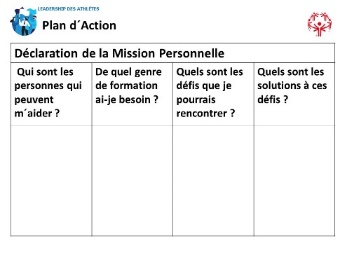 LEADERSHIP DES ATHLÈTES
Plan d´Action
Déclaration de la Mission Personnelle
Qui sont les
personnes qui
peuvent
m´aider ?
De quel genre
de formation
ai-je besoin ?
Quels sont les
défis que je
pourrais
rencontrer ?
Quels sont les
solutions à ces
défis ?